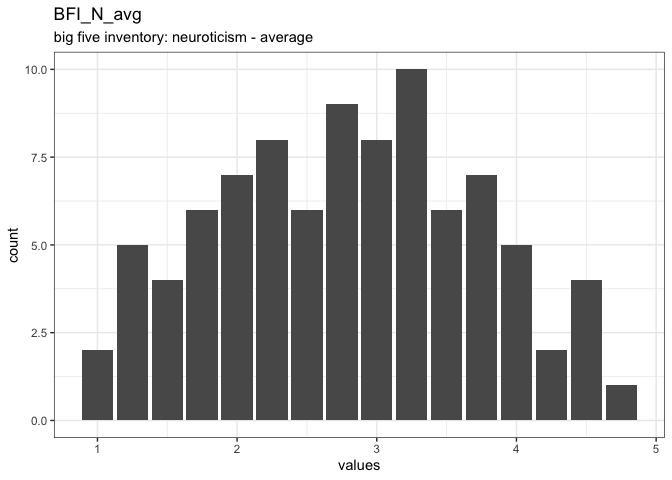 BFI_N_avg
big five inventory: neuroticism - average
10.0
7.5
5.0
2.5
0.0
count
1 2 3 4 5
values